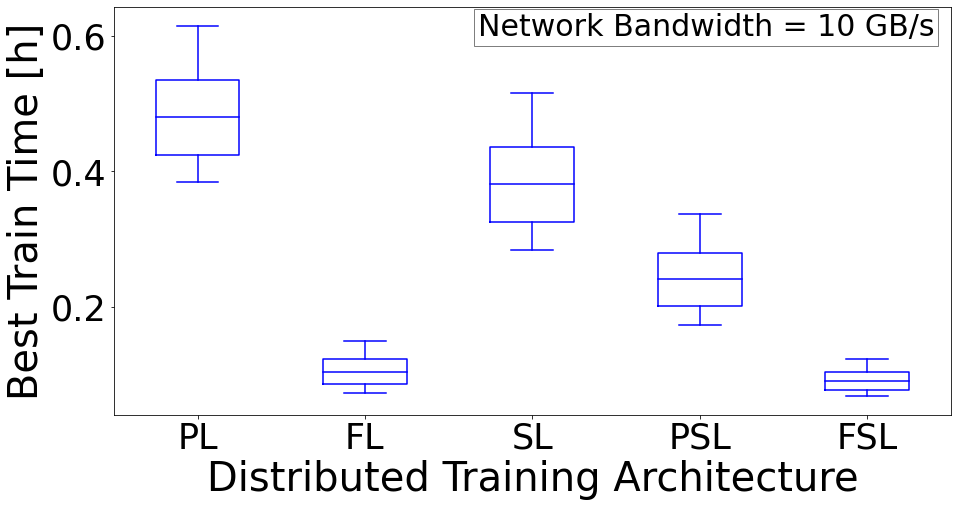 Network Bandwidth = 10 GB/s
Best Train Time [h]
0.6
0.4
0.2
PL FL SL PSL FSL
Distributed Training Architecture